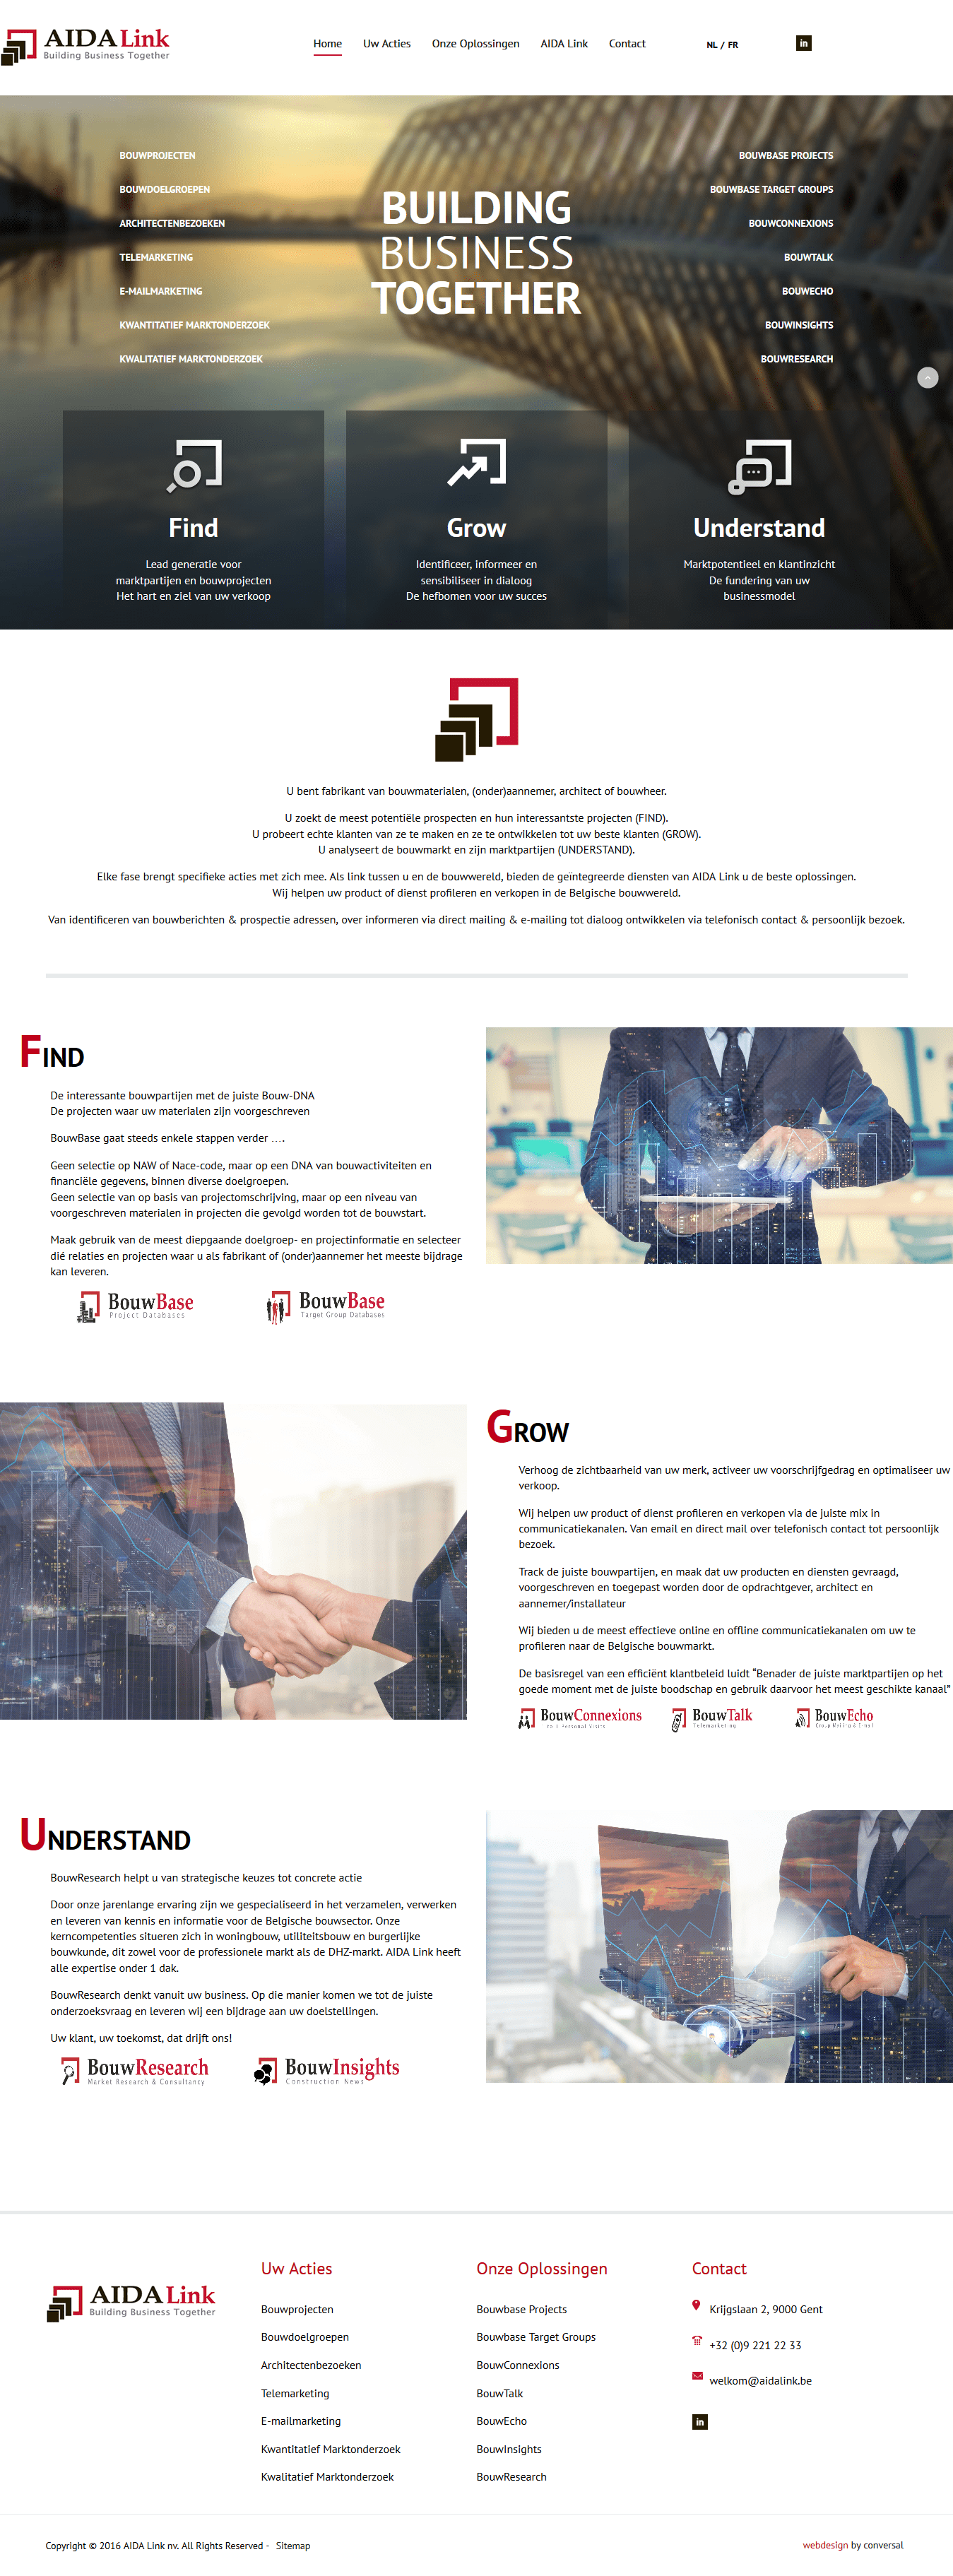 AIDA Link
Building Business Together
Home
Uw Acties
Onze Oplossingen
AIDA Link
Contact
NL / FR
in
BOUWPROJECTEN
BOUWDOELGROEPEN
ARCHITECTENBEZOEKEN
TELEMARKETING
E-MAILMARKETING
KWANTITATIEF MARKTONDERZOEK
KWALITATIEF MARKTONDERZOEK
BUILDING
BUSINESS
TOGETHER
BOUWBASE PROJECTS
BOUWBASE TARGET GROUPS
BOUWCONNEXIONS
BOUWTALK
BOUWECHO
BOUWINSIGHTS
BOUWRESEARCH
Find
Lead generatie voor
marktpartijen en bouwprojecten
Het hart en ziel van uw verkoop
Grow
Identificeer, informeer en
sensibiliseer in dialoog
De hefbomen voor uw succes
Understand
Marktpotentieel en klantinzicht
De fundering van uw
businessmodel
U bent fabrikant van bouwmaterialen, (onder)aannemer, architect of bouwheer.
U zoekt de meest potentiële prospecten en hun interessantste projecten (FIND).
U probeert echte klanten van ze te maken en ze te ontwikkelen tot uw beste klanten (GROW).
U analyseert de bouwmarkt en zijn marktpartijen (UNDERSTAND).
Elke fase brengt specifieke acties met zich mee. Als link tussen u en de bouwwereld, bieden de geïntegreerde diensten van AIDA Link u de beste oplossingen.
Wij helpen uw product of dienst profileren en verkopen in de Belgische bouwwereld.
Van identificeren van bouwberichten & prospectie adressen, over informeren via direct mailing & e-mailing tot dialoog ontwikkelen via telefonisch contact & persoonlijk bezoek.
FIND
De interessante bouwpartijen met de juiste Bouw-DNA
De projecten waar uw materialen zijn voorgeschreven
BouwBase gaat steeds enkele stappen verder ….
Geen selectie op NAW of Nace-code, maar op een DNA van bouwactiviteiten en
financiële gegevens, binnen diverse doelgroepen.
Geen selectie van op basis van projectomschrijving, maar op een niveau van
voorgeschreven materialen in projecten die gevolgd worden tot de bouwstart.
Maak gebruik van de meest diepgaande doelgroep- en projectinformatie en selecteer
dié relaties en projecten waar u als fabrikant of (onder)aannemer het meeste bijdrage
kan leveren.
BouwBase
Project Databases
BouwBase
Target Group Databases
GROW
Verhoog de zichtbaarheid van uw merk, activeer uw voorschrijfgedrag en optimaliseer uw
verkoop.
Wij helpen uw product of dienst profileren en verkopen via de juiste mix in
communicatiekanalen. Van email en direct mail over telefonisch contact tot persoonlijk
bezoek.
Track de juiste bouwpartijen, en maak dat uw producten en diensten gevraagd,
voorgeschreven en toegepast worden door de opdrachtgever, architect en
aannemer/installateur
Wij bieden u de meest effectieve online en offline communicatiekanalen om uw te
profileren naar de Belgische bouwmarkt.
De basisregel van een efficiënt klantbeleid luidt “Benader de juiste marktpartijen op het
goede moment met de juiste boodschap en gebruik daarvoor het meest geschikte kanaal”
BouwConnexions
BouwTalk
Telemarketing
BouwEcho
UNDERSTAND
BouwResearch helpt u van strategische keuzes tot concrete actie
Door onze jarenlange ervaring zijn we gespecialiseerd in het verzamelen, verwerken
en leveren van kennis en informatie voor de Belgische bouwsector. Onze
kerncompetenties situeren zich in woningbouw, utiliteitsbouw en burgerlijke
bouwkunde, dit zowel voor de professionele markt als de DHZ-markt. AIDA Link heeft
alle expertise onder 1 dak.
BouwResearch denkt vanuit uw business. Op die manier komen we tot de juiste
onderzoeksvraag en leveren wij een bijdrage aan uw doelstellingen.
Uw klant, uw toekomst, dat drijft ons!
BouwResearch
Market Research & Consultancy
BouwInsights
Construction News
AIDA Link
Building Business Together
Uw Acties
Bouwprojecten
Bouwdoelgroepen
Architectenbezoeken
Telemarketing
E-mailmarketing
Kwantitatief Marktonderzoek
Kwalitatief Marktonderzoek
Onze Oplossingen
Bouwbase Projects
Bouwbase Target Groups
BouwConnexions
BouwTalk
BouwEcho
BouwInsights
BouwResearch
Contact
Krijgslaan 2, 9000 Gent
+32 (0)9 221 22 33
welkom@aidalink.be
in
Copyright © 2016 AIDA Link nv. All Rights Reserved - Sitemap
webdesign by conversal